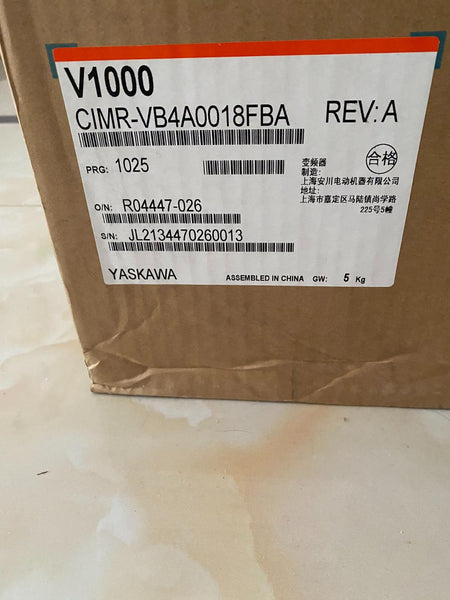 V1000
CIMR-VB4A0018FBA REV: A
PRG: 1025
变频器
制造:
合格
上海安川电动机器有限公司
地址:
上海市嘉定区马陆镇尚学路
225号5幢
O/N: R04447-026
S/N: JL2134470260013
YASKAWA ASSEMBLED IN CHINA GW: 5 Kg